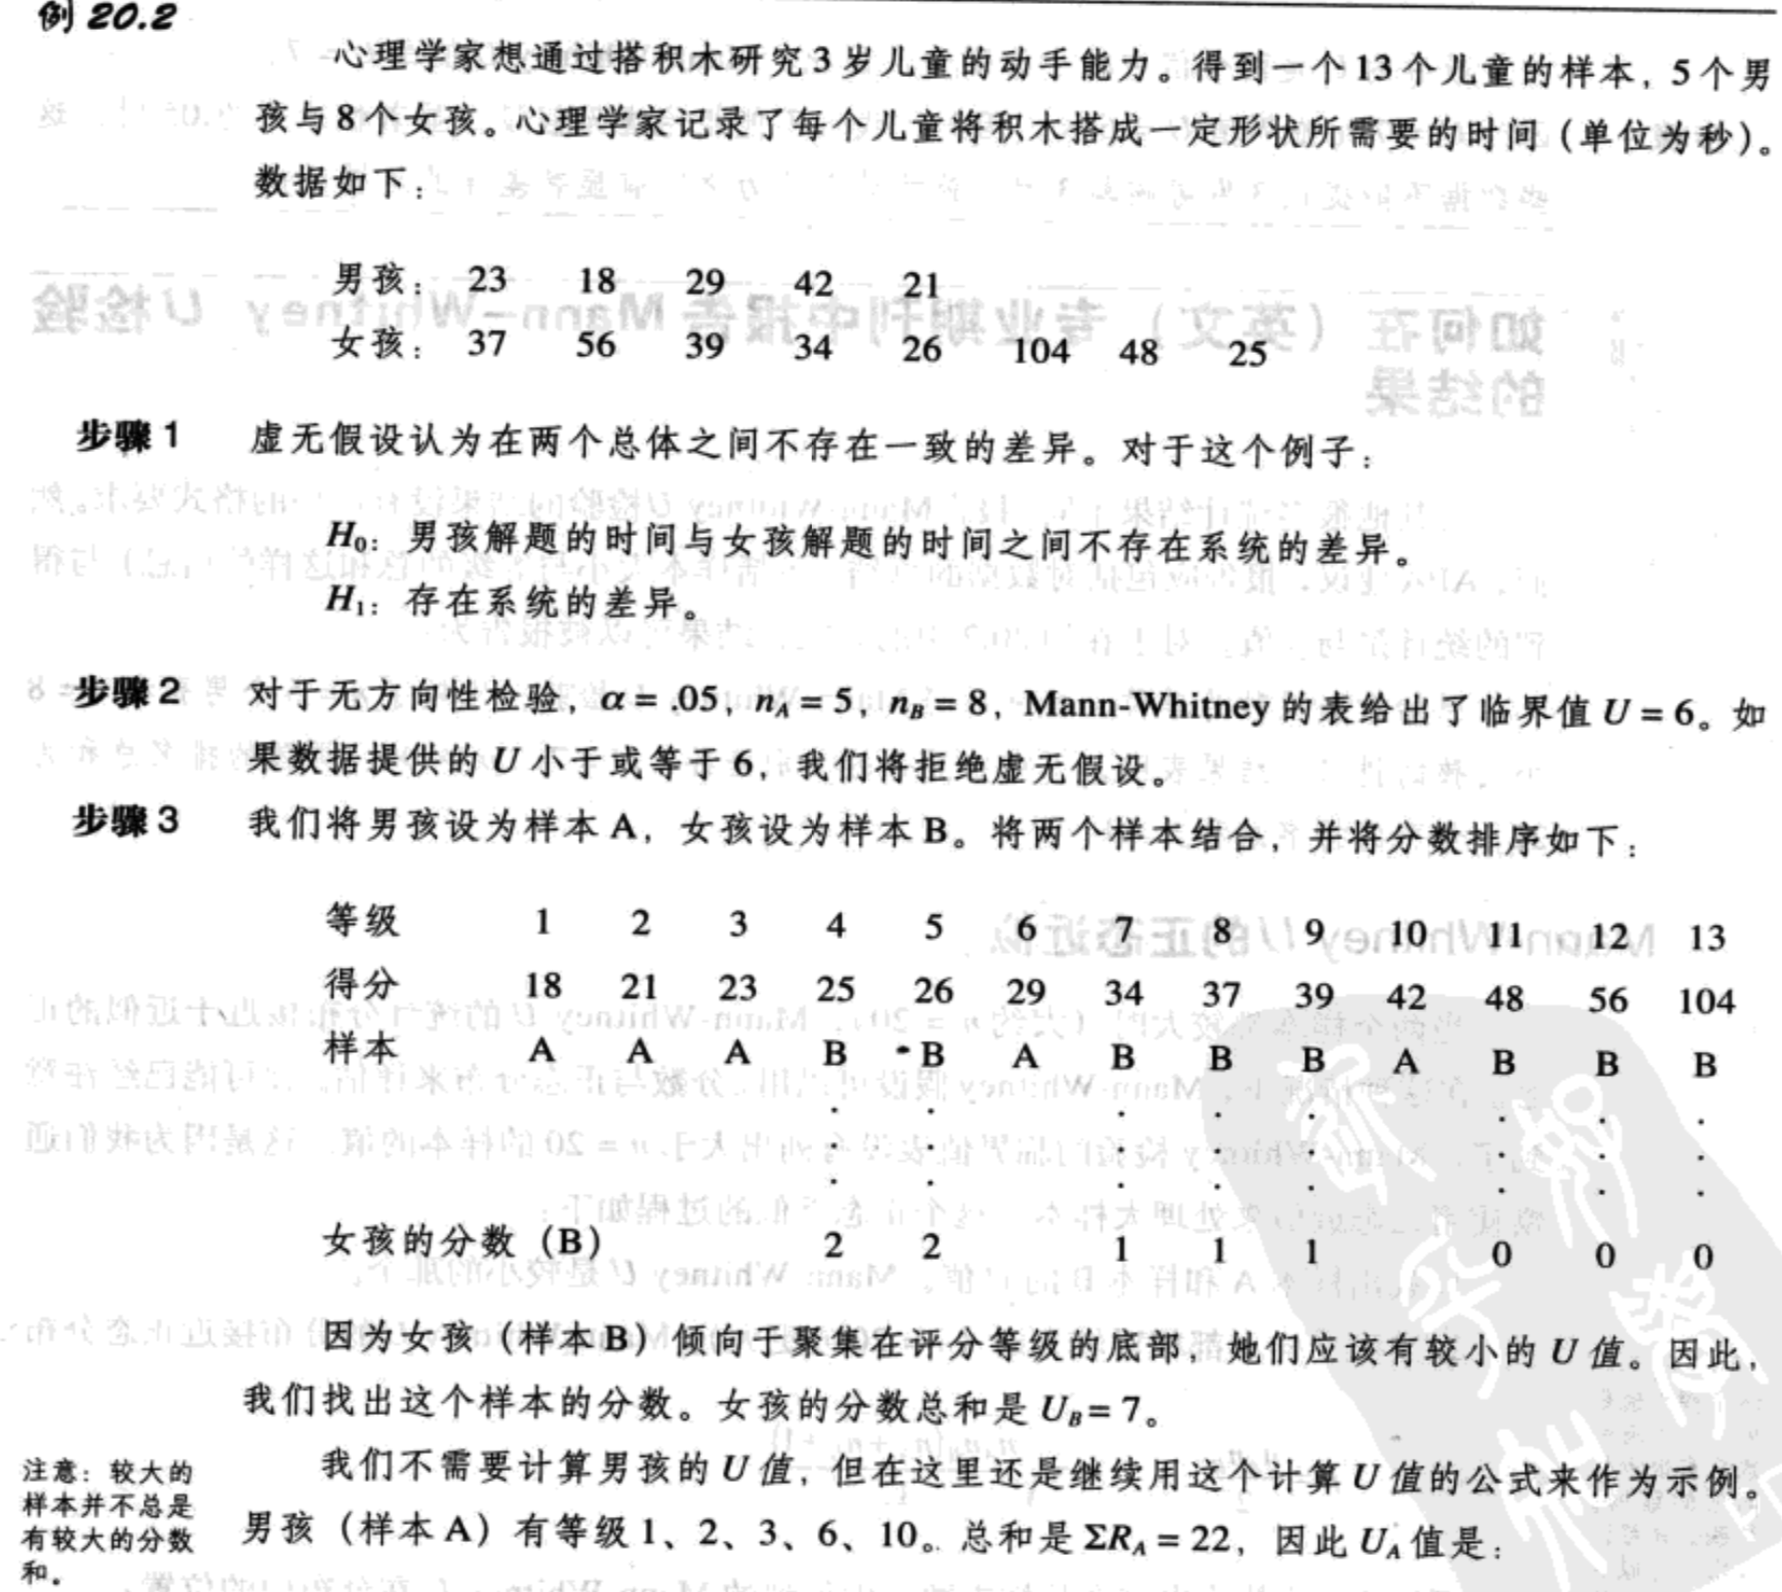 例 20.2
心理学家想通过搭积木研究3岁儿童的动手能力。得到一个13个儿童的样本，5个男
孩与8个女孩。心理学家记录了每个儿童将积木搭成一定形状所需要的时间（单位为秒）。
数据如下：
男孩： 23 18 29 42 21
女孩： 37 56 39 34 26 104 48 25
步骤 1 虚无假设认为在两个总体之间不存在一致的差异。对于这个例子：
H₀：男孩解题的时间与女孩解题的时间之间不存在系统的差异。
H₁：存在系统的差异。
步骤 2 对于无方向性检验，α = .05，n_A = 5，n_B = 8，Mann-Whitney 的表给出了临界值 U = 6。如
果数据提供的 U 小于或等于 6，我们将拒绝虚无假设。
步骤 3 我们将男孩设为样本 A，女孩设为样本 B。将两个样本结合，并将分数排序如下：
等级 1 2 3 4 5 6 7 8 9 10 11 12 13
得分 18 21 23 25 26 29 34 37 39 42 48 56 104
样本 A A A B B A B B B A B B B
女孩的分数（B） 2 2 1 1 1 0 0 0
因为女孩（样本 B）倾向于聚集在评分等级的底部，她们应该有较小的 U 值。因此，
我们找出这个样本的分数。女孩的分数总和是 U_B = 7。
我们不需要计算男孩的 U 值，但在这里还是继续用这个计算 U 值的公式来作为示例。
男孩（样本 A）有等级 1、2、3、6、10。总和是 ΣR_A = 22，因此 U_A 值是：
注意：较大的
样本并不总是
有较大的分数
和。